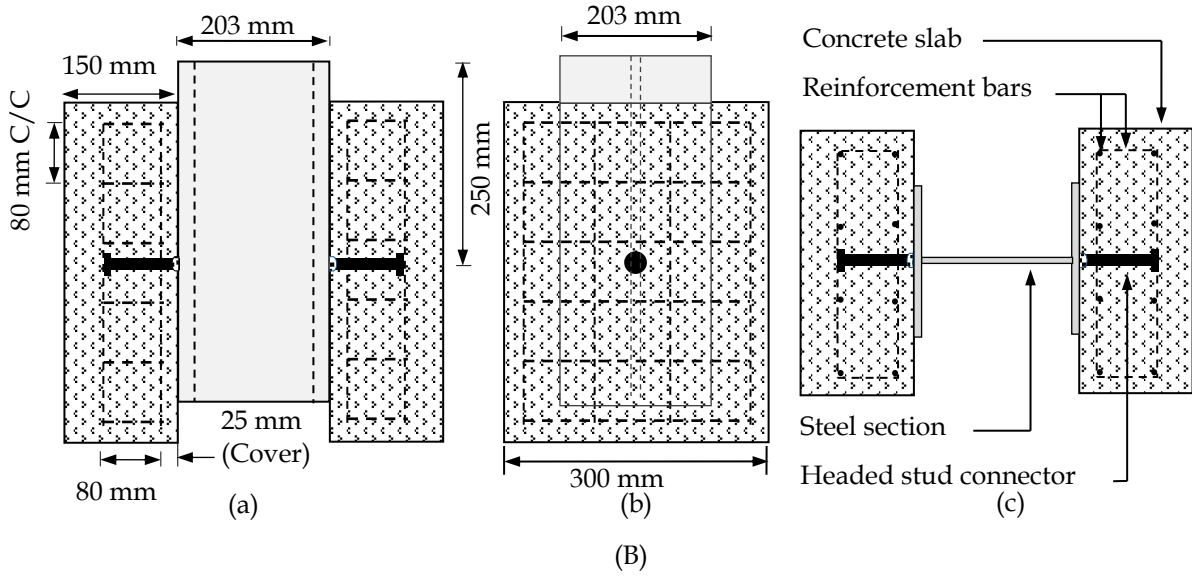 203 mm
150 mm
80 mm C/C
250 mm
25 mm
(Cover)
80 mm
(a)
203 mm
300 mm
(b)
Concrete slab
Reinforcement bars
Steel section
Headed stud connector
(c)
(B)